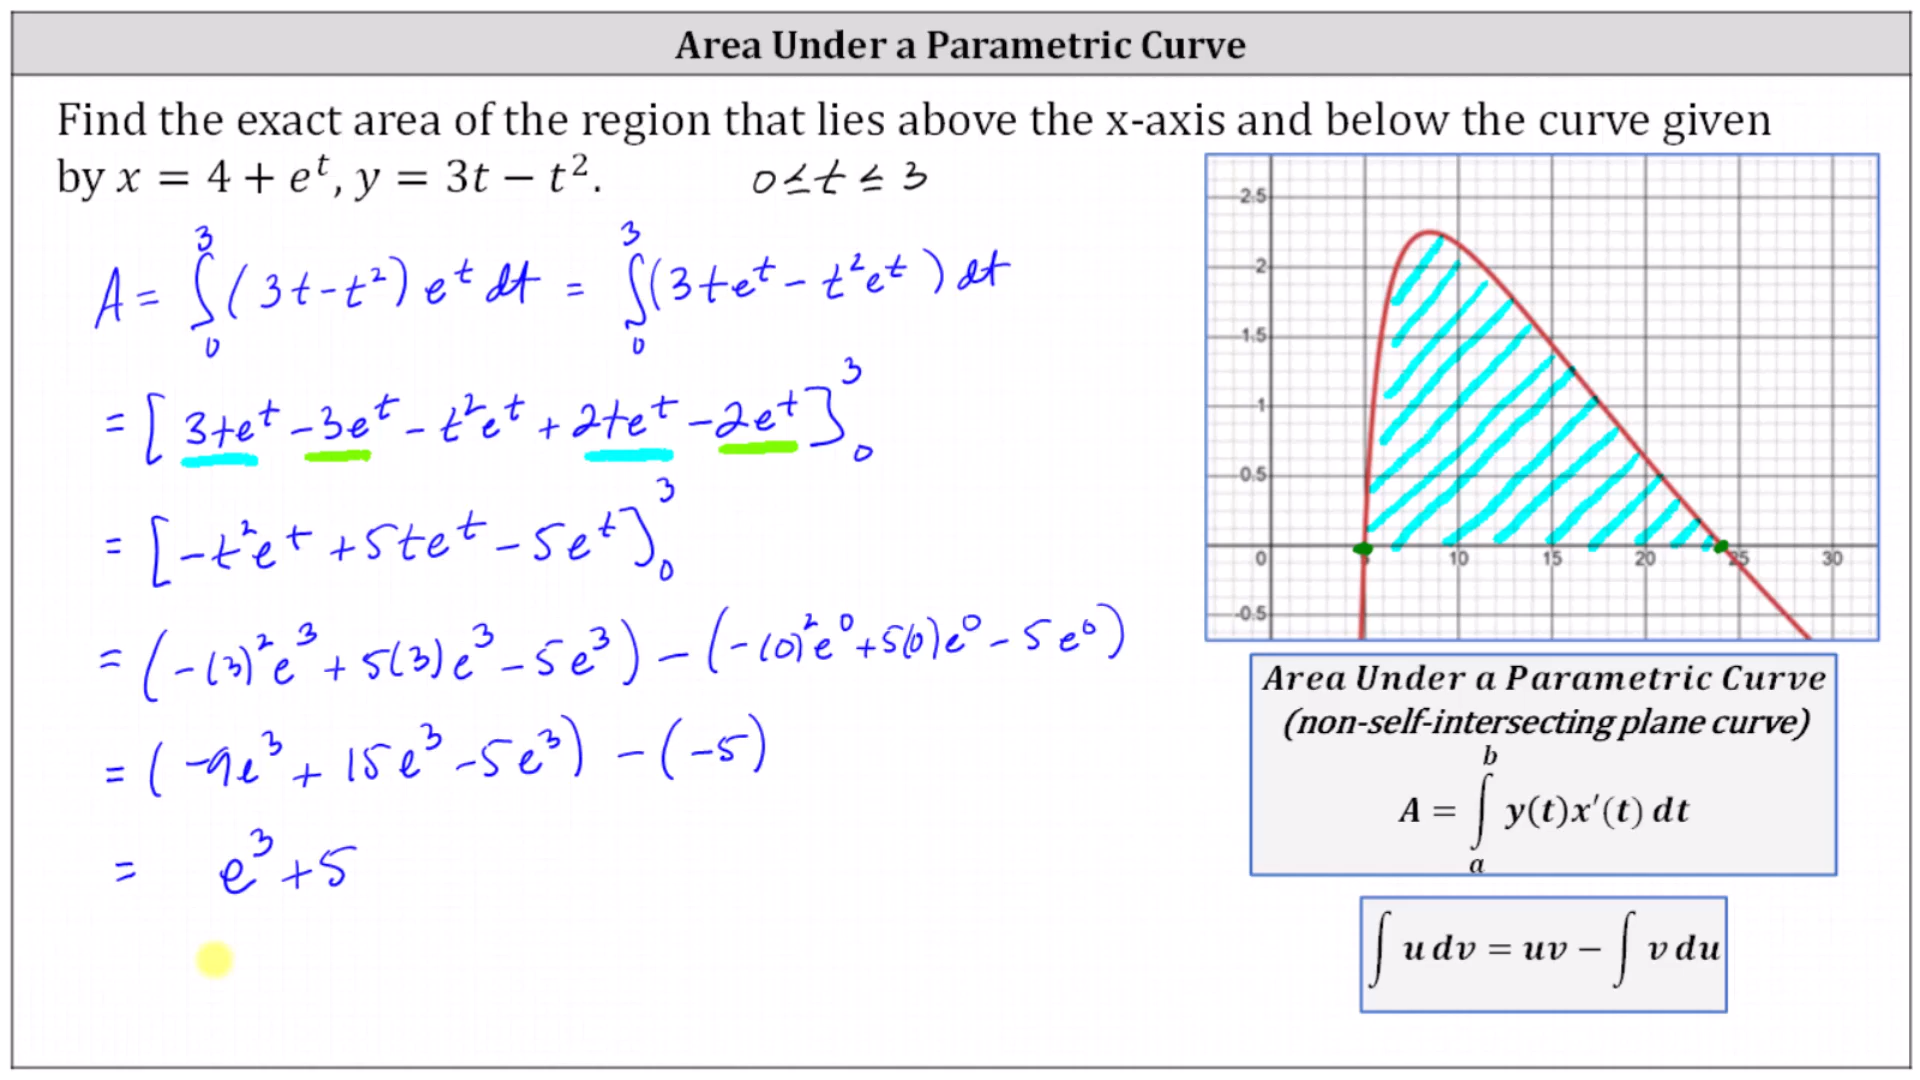 Area Under a Parametric Curve
Find the exact area of the region that lies above the x-axis and below the curve given
by x = 4 + e^t, y = 3t − t². 0 ≤ t ≤ 3
A = ∫₀³ (3t − t²) e^t dt = ∫₀³ (3te^t − t²e^t) dt
= [3te^t − 3e^t − t²e^t + 2te^t − 2e^t]₀³
= [−t²e^t + 5te^t − 5e^t]₀³
= (−(3)²e³ + 5(3)e³ − 5e³) − (−(0)²e⁰ + 5(0)e⁰ − 5e⁰)
= (−9e³ + 15e³ − 5e³) − (−5)
= e³ + 5
2.5
2
1.5
1
0.5
0 5 10 15 20 25 30
-0.5
Area Under a Parametric Curve
(non-self-intersecting plane curve)
A = ∫ₐᵇ y(t)x′(t) dt
∫ u dv = uv − ∫ v du